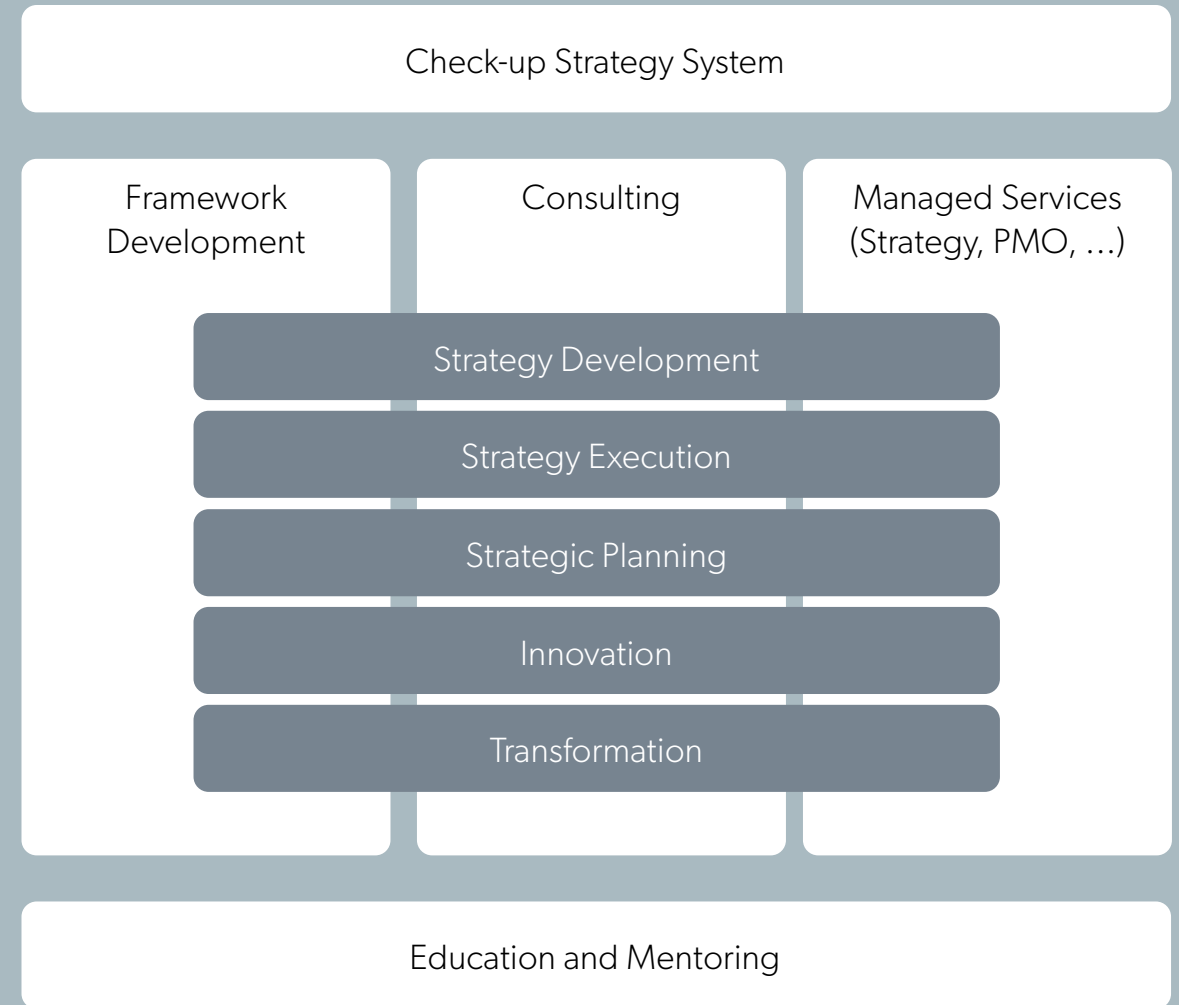 Check-up Strategy System
Framework
Development
Consulting
Managed Services
(Strategy, PMO, …)
Strategy Development
Strategy Execution
Strategic Planning
Innovation
Transformation
Education and Mentoring